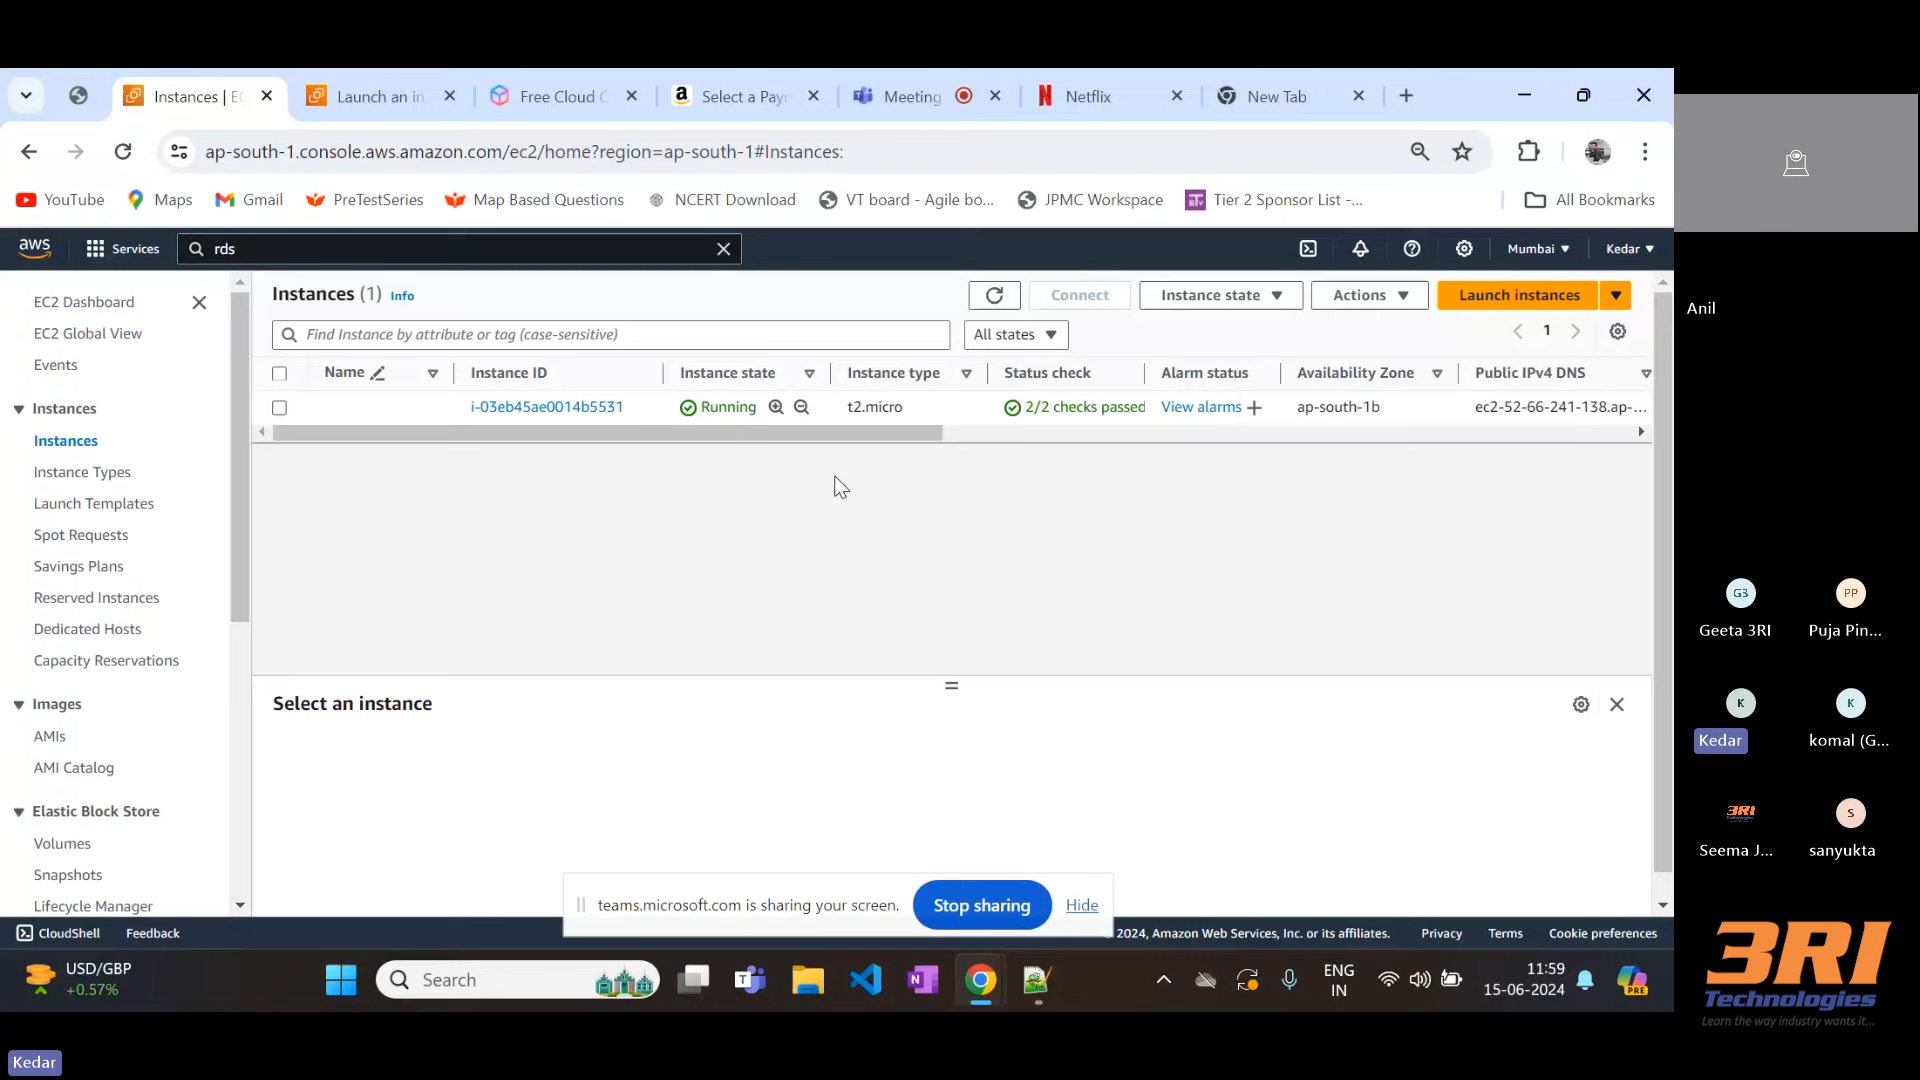 Instances | EC
Launch an in
Free Cloud C
Select a Payr
Meeting
Netflix
New Tab
ap-south-1.console.aws.amazon.com/ec2/home?region=ap-south-1#Instances:
YouTube
Maps
Gmail
PreTestSeries
Map Based Questions
NCERT Download
VT board - Agile bo...
JPMC Workspace
Tier 2 Sponsor List -...
All Bookmarks
aws
Services
rds
Mumbai
Kedar
EC2 Dashboard
EC2 Global View
Events
Instances
Instances
Instance Types
Launch Templates
Spot Requests
Savings Plans
Reserved Instances
Dedicated Hosts
Capacity Reservations
Images
AMIs
AMI Catalog
Elastic Block Store
Volumes
Snapshots
Lifecycle Manager
Instances (1) Info
Connect
Instance state
Actions
Launch instances
Find Instance by attribute or tag (case-sensitive)
All states
1
Name
Instance ID
Instance state
Instance type
Status check
Alarm status
Availability Zone
Public IPv4 DNS
i-03eb45ae0014b5531
Running
t2.micro
2/2 checks passed
View alarms
ap-south-1b
ec2-52-66-241-138.ap-...
Select an instance
teams.microsoft.com is sharing your screen.
Stop sharing
Hide
CloudShell
Feedback
2024, Amazon Web Services, Inc. or its affiliates.
Privacy
Terms
Cookie preferences
USD/GBP
+0.57%
Search
ENG
IN
11:59
15-06-2024
PRE
Anil
G3
Geeta 3RI
PP
Puja Pin...
K
Kedar
K
komal (G...
3RI
Seema J...
S
sanyukta
3RI
Technologies
Learn the way industry wants it...
Kedar